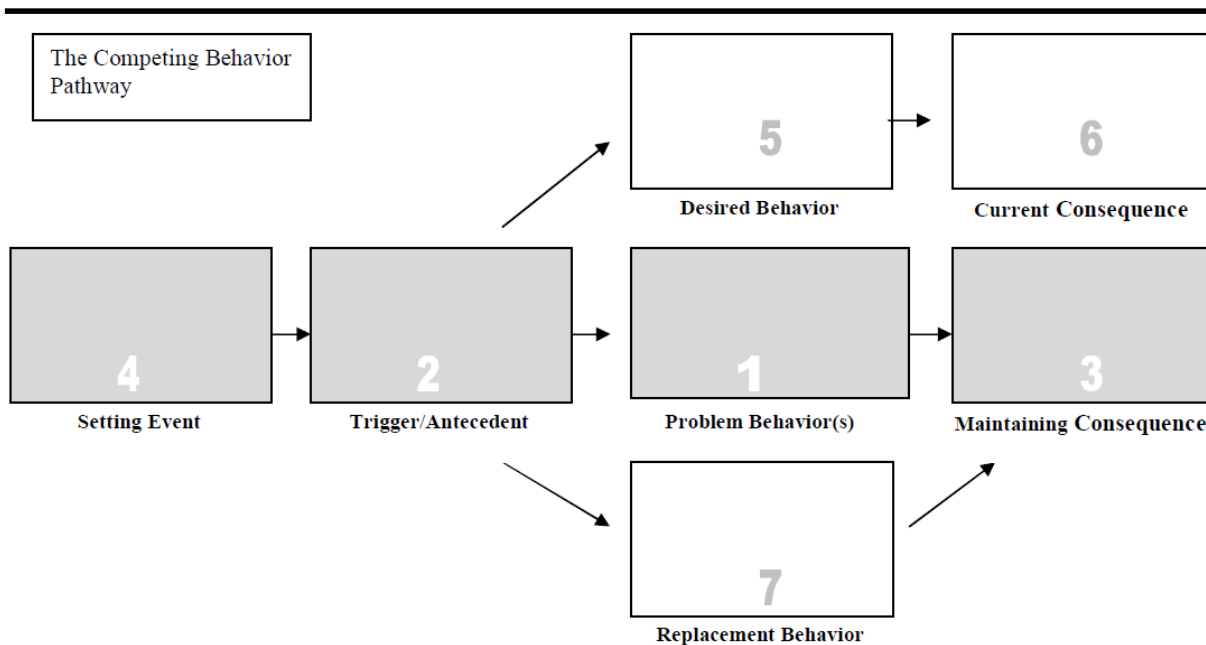 The Competing Behavior
Pathway
5
6
Desired Behavior
Current Consequence
4
2
1
3
Setting Event
Trigger/Antecedent
Problem Behavior(s)
Maintaining Consequence
7
Replacement Behavior